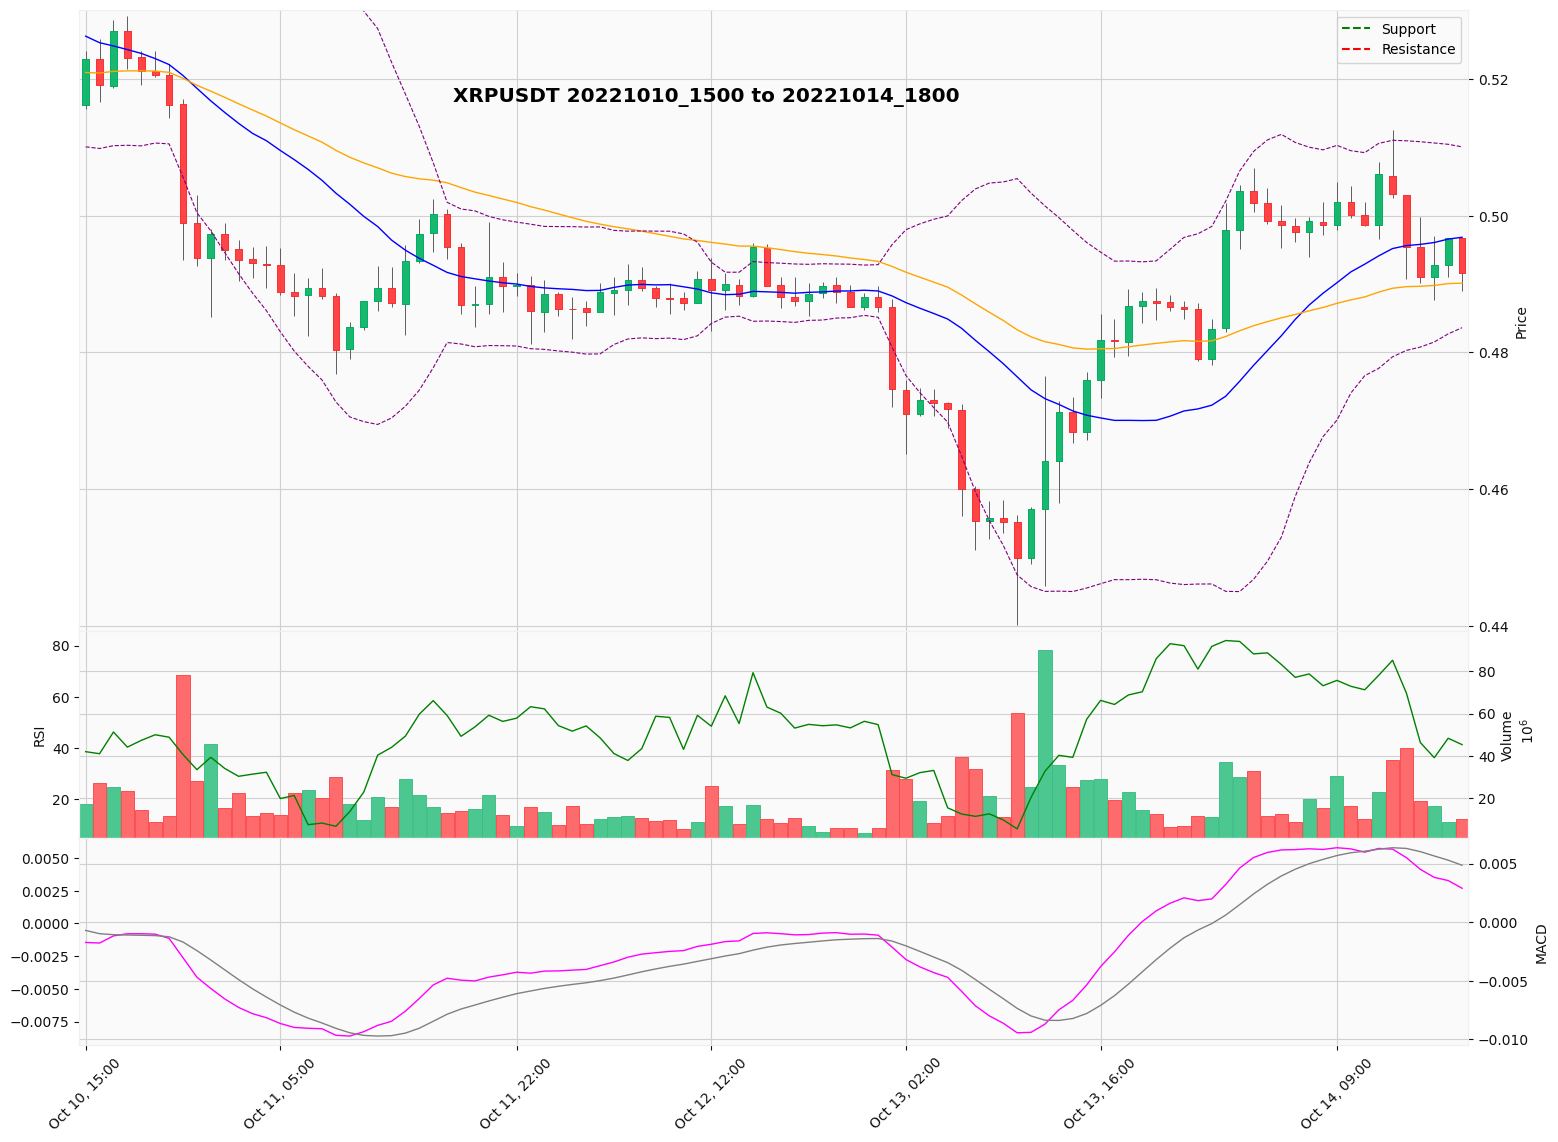 Support
Resistance
XRPUSDT 20221010_1500 to 20221014_1800
0.52
0.50
0.48
0.46
0.44
Price
80
60
40
20
RSI
80
60
40
20
Volume
10^6
0.0050
0.0025
0.0000
−0.0025
−0.0050
−0.0075
0.005
0.000
−0.005
−0.010
MACD
Oct 10, 15:00
Oct 11, 05:00
Oct 11, 22:00
Oct 12, 12:00
Oct 13, 02:00
Oct 13, 16:00
Oct 14, 09:00